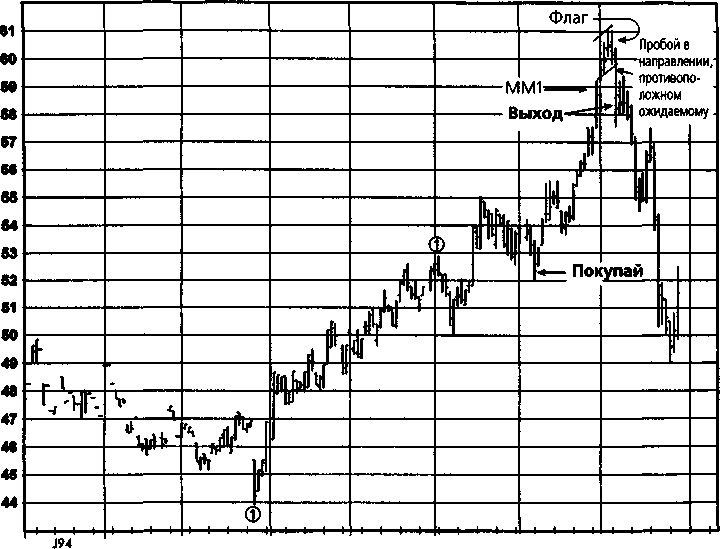 Флаг
Пробой в
направлении,
противопо-
ложном
ожидаемому
ММ1
Выход
Покупай
61
60
59
58
57
56
55
54
53
52
51
50
49
48
47
46
45
44
①
①
J94